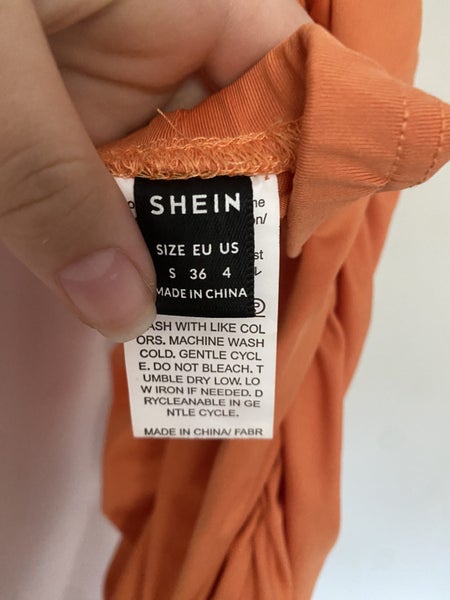 SHEIN
SIZE EU US
S 36 4
MADE IN CHINA
ASH WITH LIKE COL
ORS. MACHINE WASH
COLD. GENTLE CYCL
E. DO NOT BLEACH. T
UMBLE DRY LOW. LO
W IRON IF NEEDED. D
RYCLEANABLE IN GE
NTLE CYCLE.
MADE IN CHINA/ FABR